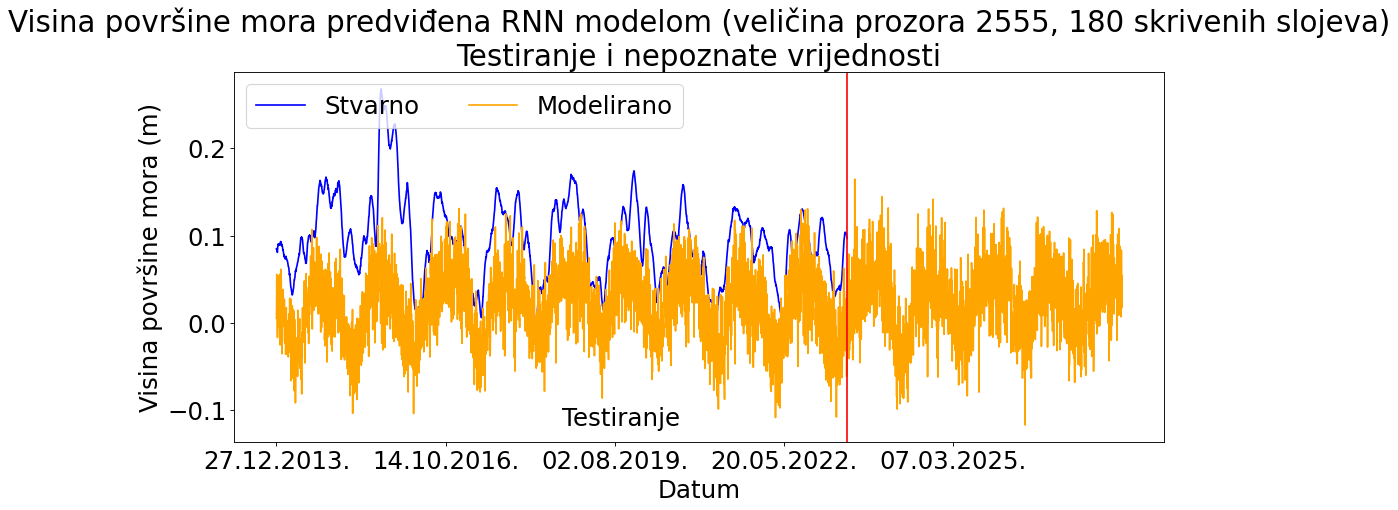 Visina površine mora predviđena RNN modelom (veličina prozora 2555, 180 skrivenih slojeva)
Testiranje i nepoznate vrijednosti
Stvarno
Modelirano
Visina površine mora (m)
0.2
0.1
0.0
−0.1
Testiranje
27.12.2013.
14.10.2016.
02.08.2019.
20.05.2022.
07.03.2025.
Datum